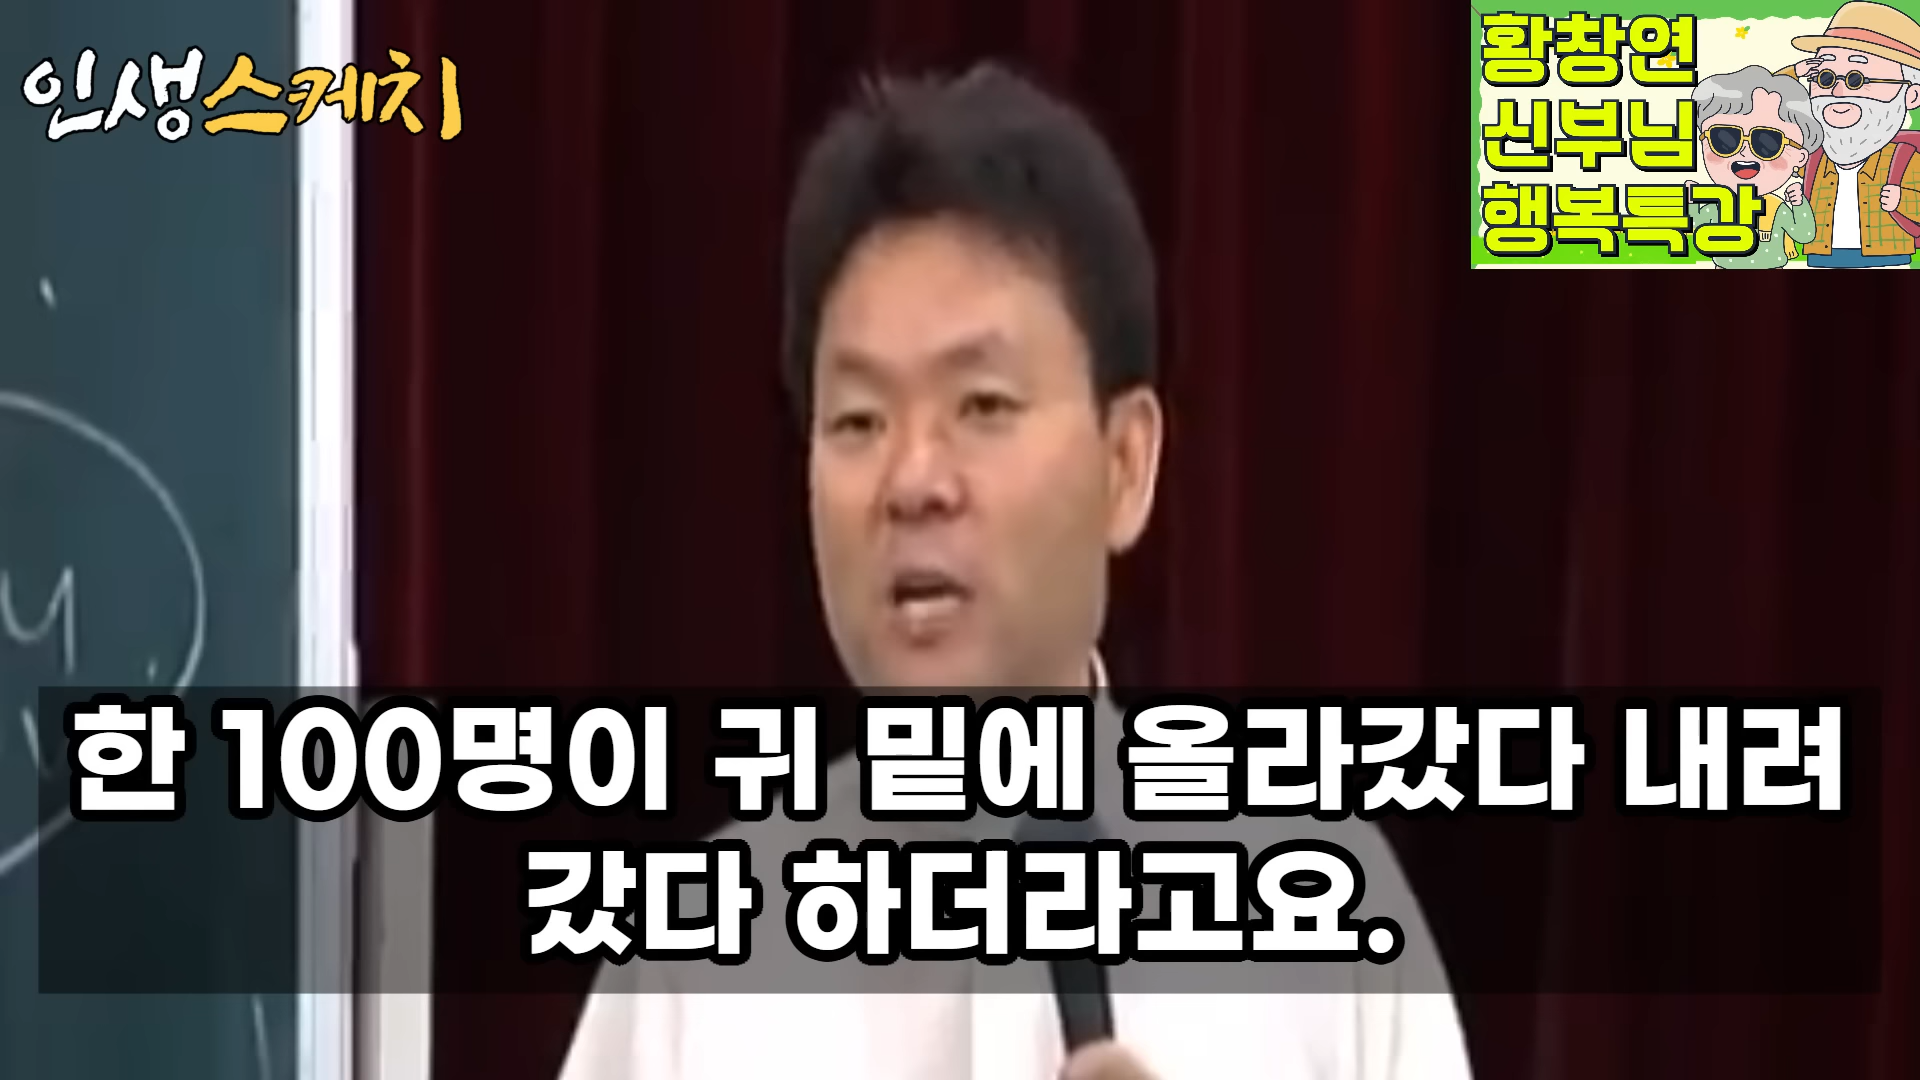 인생스케치
황창연
신부님
행복특강
한 100명이 귀 밑에 올라갔다 내려
갔다 하더라고요.